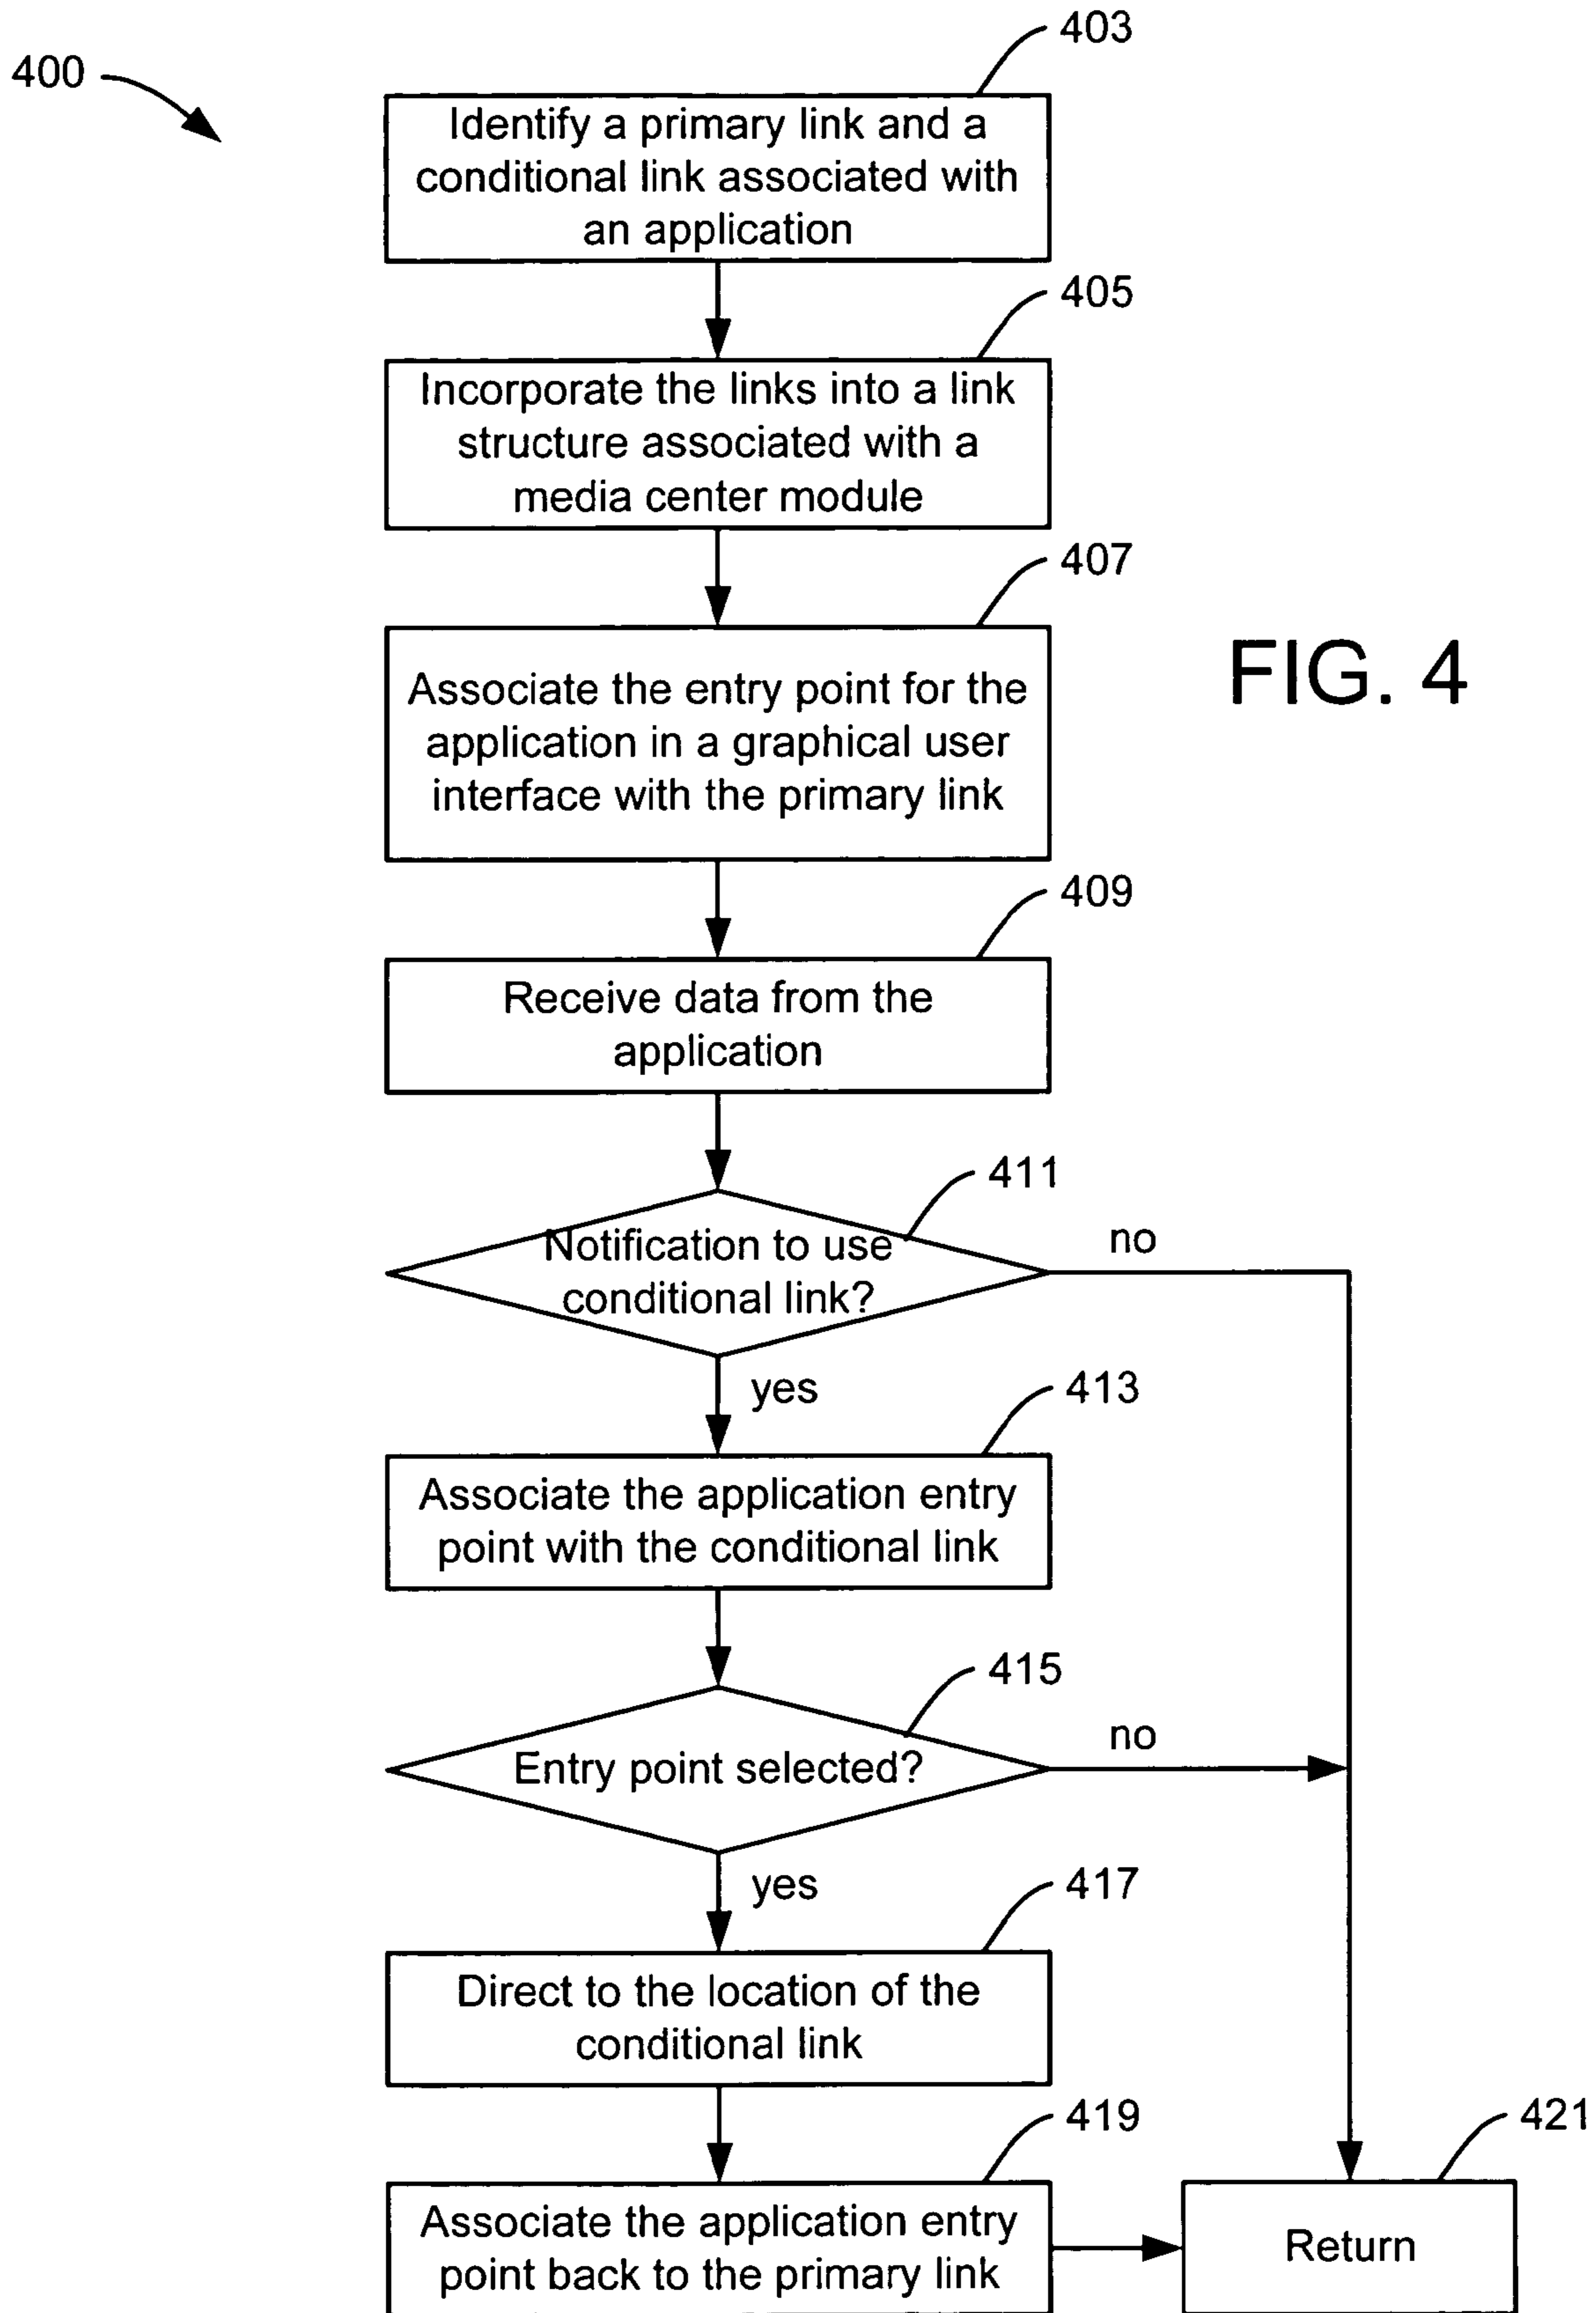 403
400
Identify a primary link and a
conditional link associated with
an application
405
Incorporate the links into a link
structure associated with a
media center module
407
Associate the entry point for the
application in a graphical user
interface with the primary link
FIG. 4
409
Receive data from the
application
411
Notification to use
conditional link?
no
yes
413
Associate the application entry
point with the conditional link
415
Entry point selected?
no
yes
417
Direct to the location of the
conditional link
419
Associate the application entry
point back to the primary link
421
Return